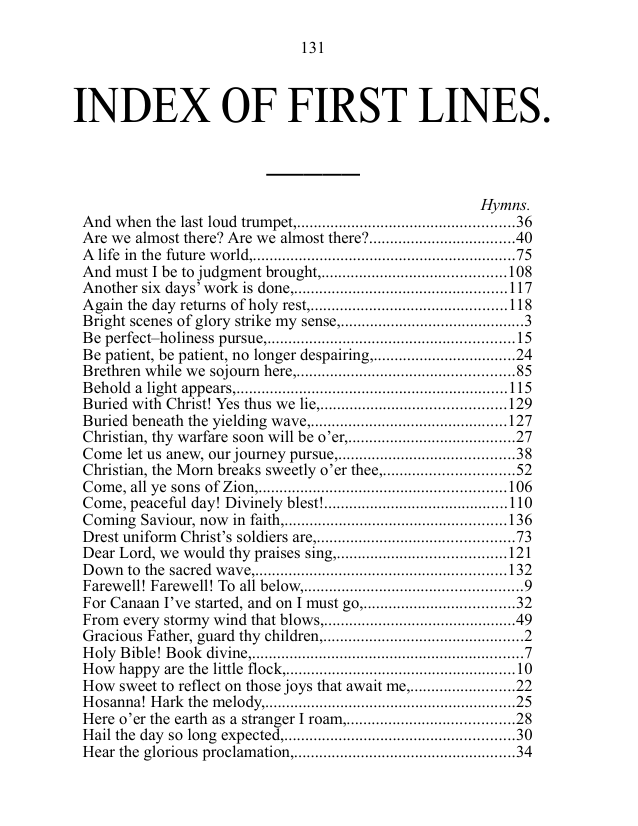 131
INDEX OF FIRST LINES.
Hymns.
And when the last loud trumpet,.....................................................36
Are we almost there? Are we almost there?...................................40
A life in the future world,................................................................75
And must I be to judgment brought,.............................................108
Another six days’ work is done,....................................................117
Again the day returns of holy rest,................................................118
Bright scenes of glory strike my sense,............................................3
Be perfect–holiness pursue,............................................................15
Be patient, be patient, no longer despairing,..................................24
Brethren while we sojourn here,.....................................................85
Behold a light appears,..................................................................115
Buried with Christ! Yes thus we lie,.............................................129
Buried beneath the yielding wave,................................................127
Christian, thy warfare soon will be o’er,........................................27
Come let us anew, our journey pursue,...........................................38
Christian, the Morn breaks sweetly o’er thee,................................52
Come, all ye sons of Zion,............................................................106
Come, peaceful day! Divinely blest!............................................110
Coming Saviour, now in faith,......................................................136
Drest uniform Christ’s soldiers are,................................................73
Dear Lord, we would thy praises sing,.........................................121
Down to the sacred wave,.............................................................132
Farewell! Farewell! To all below,.....................................................9
For Canaan I’ve started, and on I must go,.....................................32
From every stormy wind that blows,..............................................49
Gracious Father, guard thy children,................................................2
Holy Bible! Book divine,..................................................................7
How happy are the little flock,.......................................................10
How sweet to reflect on those joys that await me,.........................22
Hosanna! Hark the melody,............................................................25
Here o’er the earth as a stranger I roam,.........................................28
Hail the day so long expected,........................................................30
Hear the glorious proclamation,.....................................................34